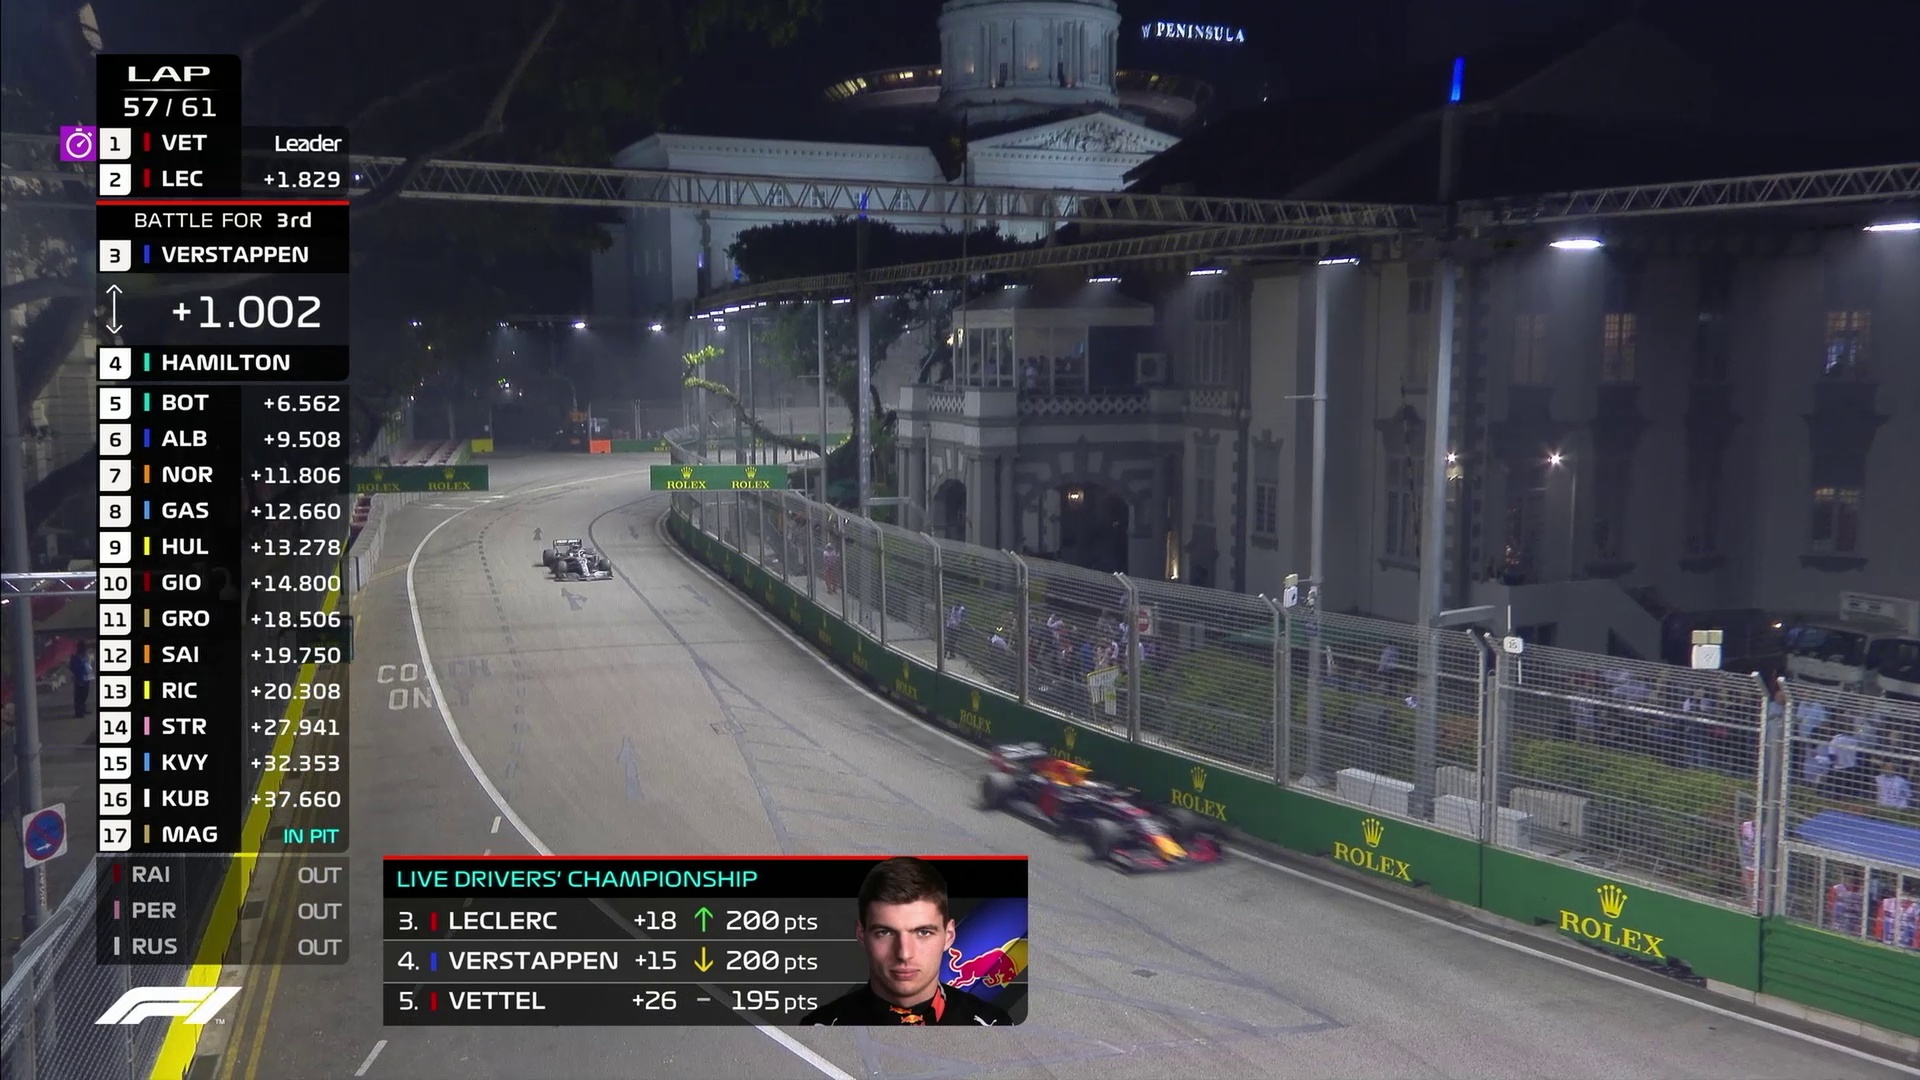 W PENINSULA
LAP
57 / 61
1 VET Leader
2 LEC +1.829
BATTLE FOR 3rd
3 VERSTAPPEN
+1.002
4 HAMILTON
5 BOT +6.562
6 ALB +9.508
7 NOR +11.806
8 GAS +12.660
9 HUL +13.278
10 GIO +14.800
11 GRO +18.506
12 SAI +19.750
13 RIC +20.308
14 STR +27.941
15 KVY +32.353
16 KUB +37.660
17 MAG IN PIT
RAI OUT
PER OUT
RUS OUT
F1™
ROLEX ROLEX
ROLEX ROLEX
ROLEX
ROLEX
ROLEX
ROLEX
ROLEX
ROLEX
LIVE DRIVERS' CHAMPIONSHIP
3. LECLERC +18 ↑ 200 pts
4. VERSTAPPEN +15 ↓ 200 pts
5. VETTEL +26 – 195 pts